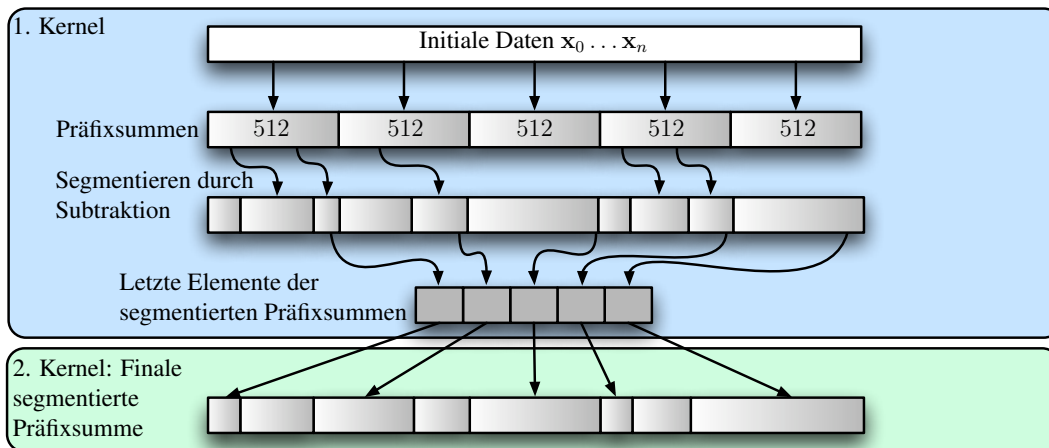 1. Kernel
Initiale Daten x₀ … xₙ
Präfixsummen
512 512 512 512 512
Segmentieren durch
Subtraktion
Letzte Elemente der
segmentierten Präfixsummen
2. Kernel: Finale
segmentierte
Präfixsumme